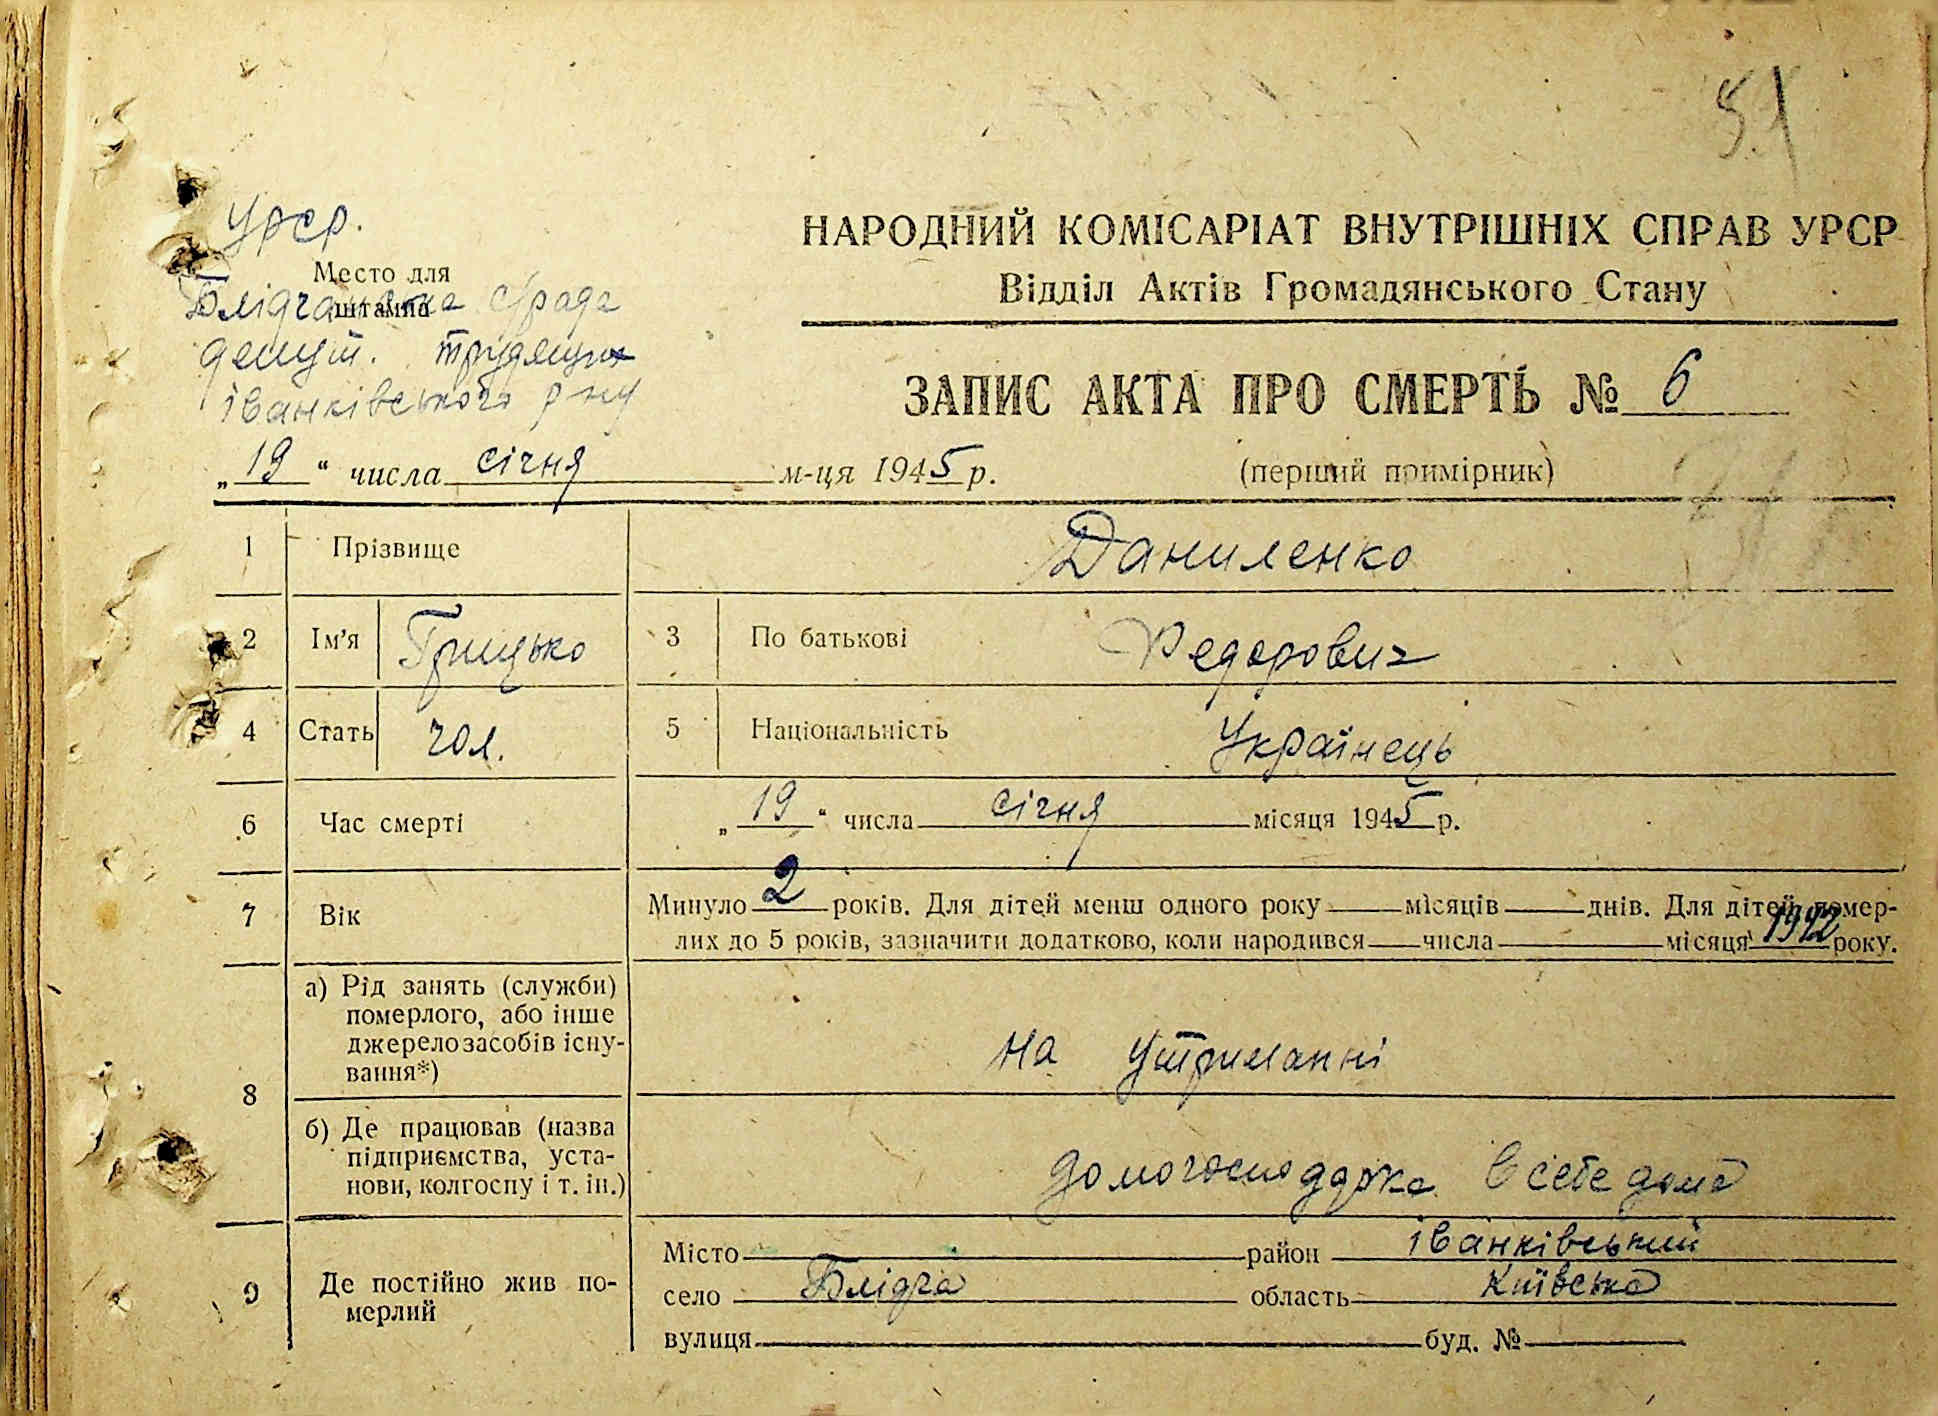 51
УРСР.
Место для
штампа
Блідчанська с/рада
депут. трудящих
іванківського р-ну
НАРОДНИЙ КОМІСАРІАТ ВНУТРІШНІХ СПРАВ УРСР
Відділ Актів Громадянського Стану
ЗАПИС АКТА ПРО СМЕРТЬ № 6
„19“ числа січня м-ця 1945 р.
(перший примірник)
1 Прізвище Даниленко
2 Ім’я Грицько 3 По батькові Федорович
4 Стать чол. 5 Національність Українець
6 Час смерті „19“ числа січня місяця 1945 р.
7 Вік Минуло 2 років. Для дітей менш одного року — місяців — днів. Для дітей помер-
лих до 5 років, зазначити додатково, коли народився — числа — місяця 1942 року.
8 а) Рід занять (служби)
померлого, або інше
джерело засобів існу-
вання*)
на утриманні
б) Де працював (назва
підприємства, уста-
нови, колгоспу і т. ін.)
домогосподарка в себе дома
9 Де постійно жив по-
мерлий
Місто — район іванківський
село Блідча область Київська
вулиця — буд. № —